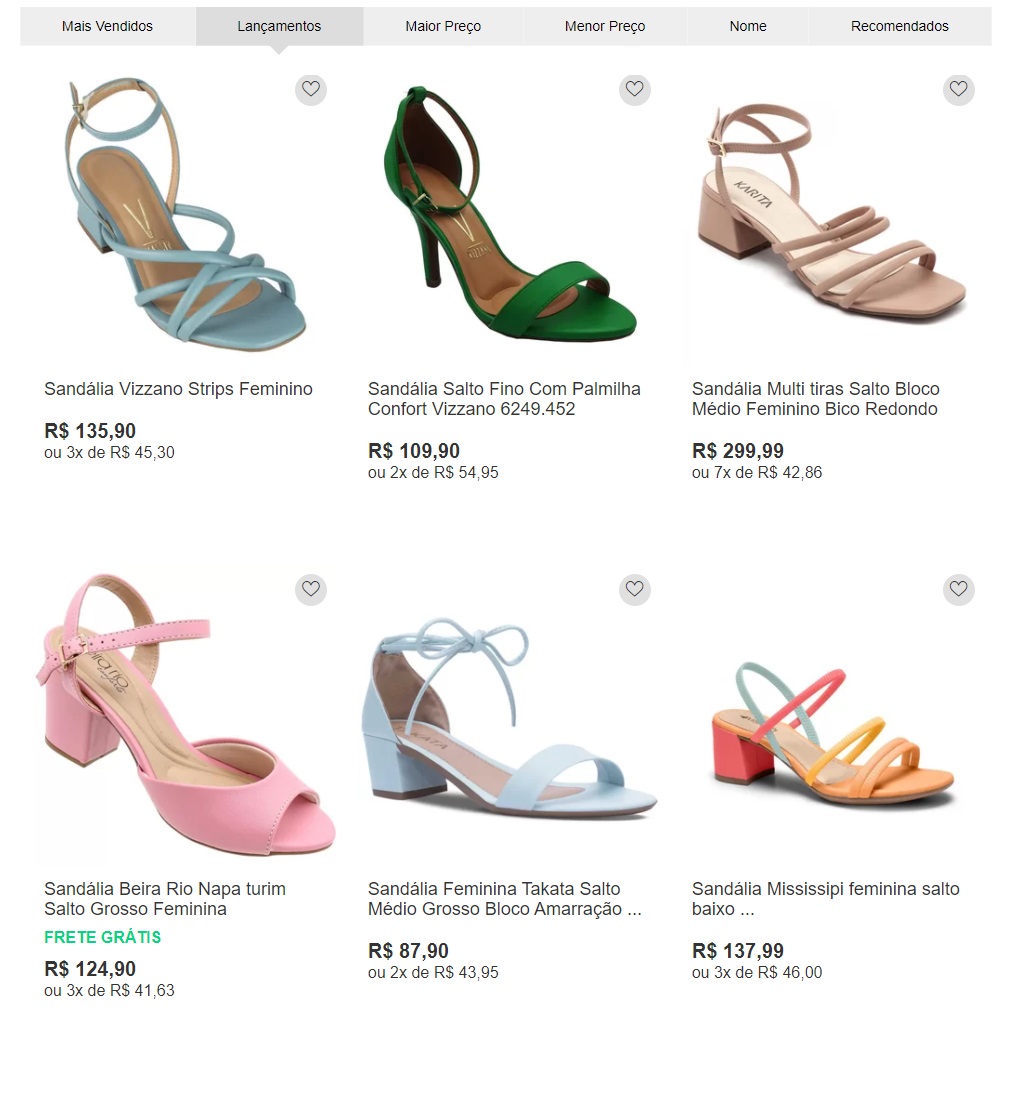 Mais Vendidos
Lançamentos
Maior Preço
Menor Preço
Nome
Recomendados
KARITA
Sandália Vizzano Strips Feminino
R$ 135,90
ou 3x de R$ 45,30
Sandália Salto Fino Com Palmilha
Confort Vizzano 6249.452
R$ 109,90
ou 2x de R$ 54,95
Sandália Multi tiras Salto Bloco
Médio Feminino Bico Redondo
R$ 299,99
ou 7x de R$ 42,86
Sandália Beira Rio Napa turim
Salto Grosso Feminina
FRETE GRÁTIS
R$ 124,90
ou 3x de R$ 41,63
Sandália Feminina Takata Salto
Médio Grosso Bloco Amarração ...
R$ 87,90
ou 2x de R$ 43,95
Sandália Mississipi feminina salto
baixo ...
R$ 137,99
ou 3x de R$ 46,00